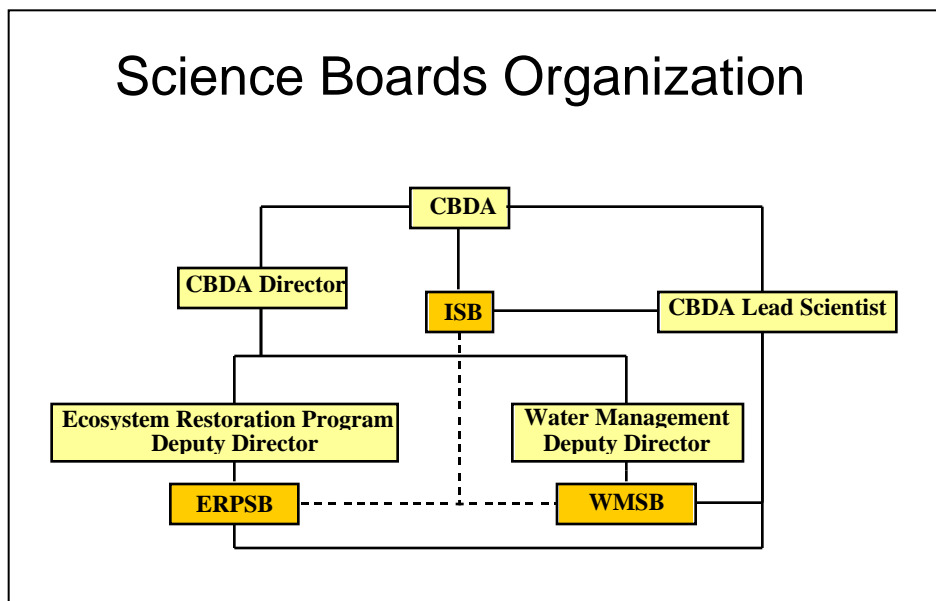 Science Boards Organization
CBDA
CBDA Director
ISB
CBDA Lead Scientist
Ecosystem Restoration Program
Deputy Director
Water Management
Deputy Director
ERPSB
WMSB